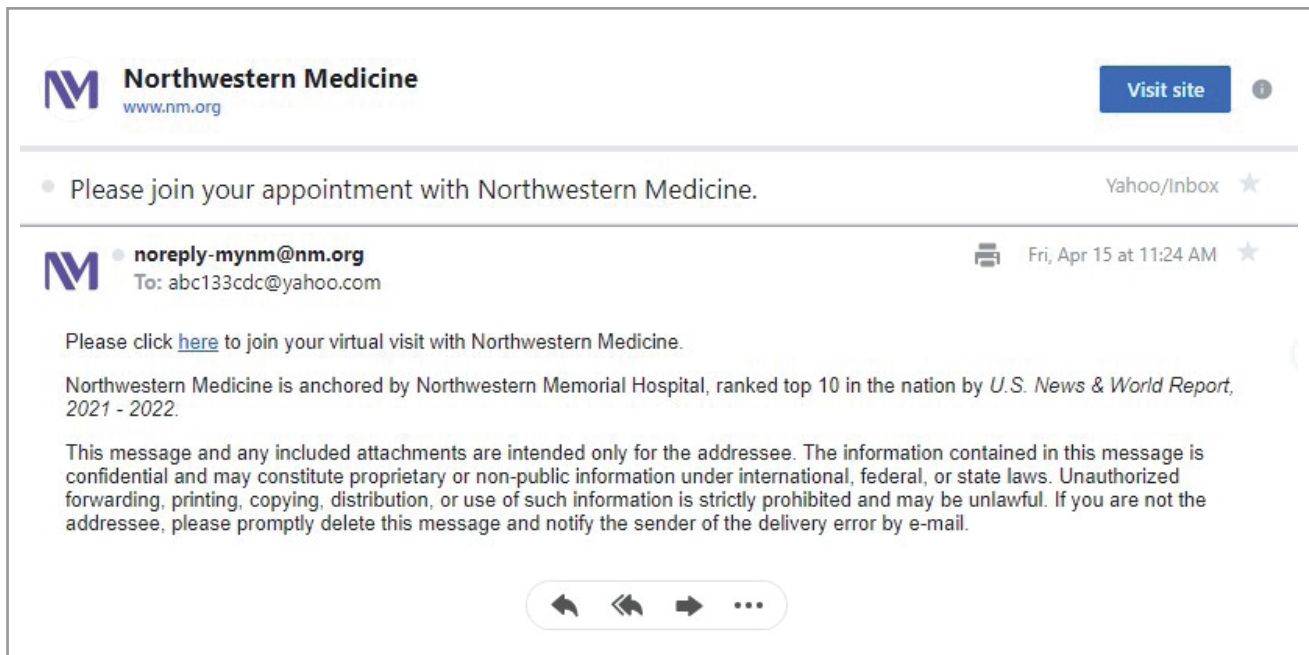 NM Northwestern Medicine
www.nm.org
Visit site
Please join your appointment with Northwestern Medicine.
Yahoo/Inbox
NM noreply-mynm@nm.org
Fri, Apr 15 at 11:24 AM
To: abc133cdc@yahoo.com
Please click here to join your virtual visit with Northwestern Medicine.
Northwestern Medicine is anchored by Northwestern Memorial Hospital, ranked top 10 in the nation by U.S. News & World Report,
2021 - 2022.
This message and any included attachments are intended only for the addressee. The information contained in this message is
confidential and may constitute proprietary or non-public information under international, federal, or state laws. Unauthorized
forwarding, printing, copying, distribution, or use of such information is strictly prohibited and may be unlawful. If you are not the
addressee, please promptly delete this message and notify the sender of the delivery error by e-mail.